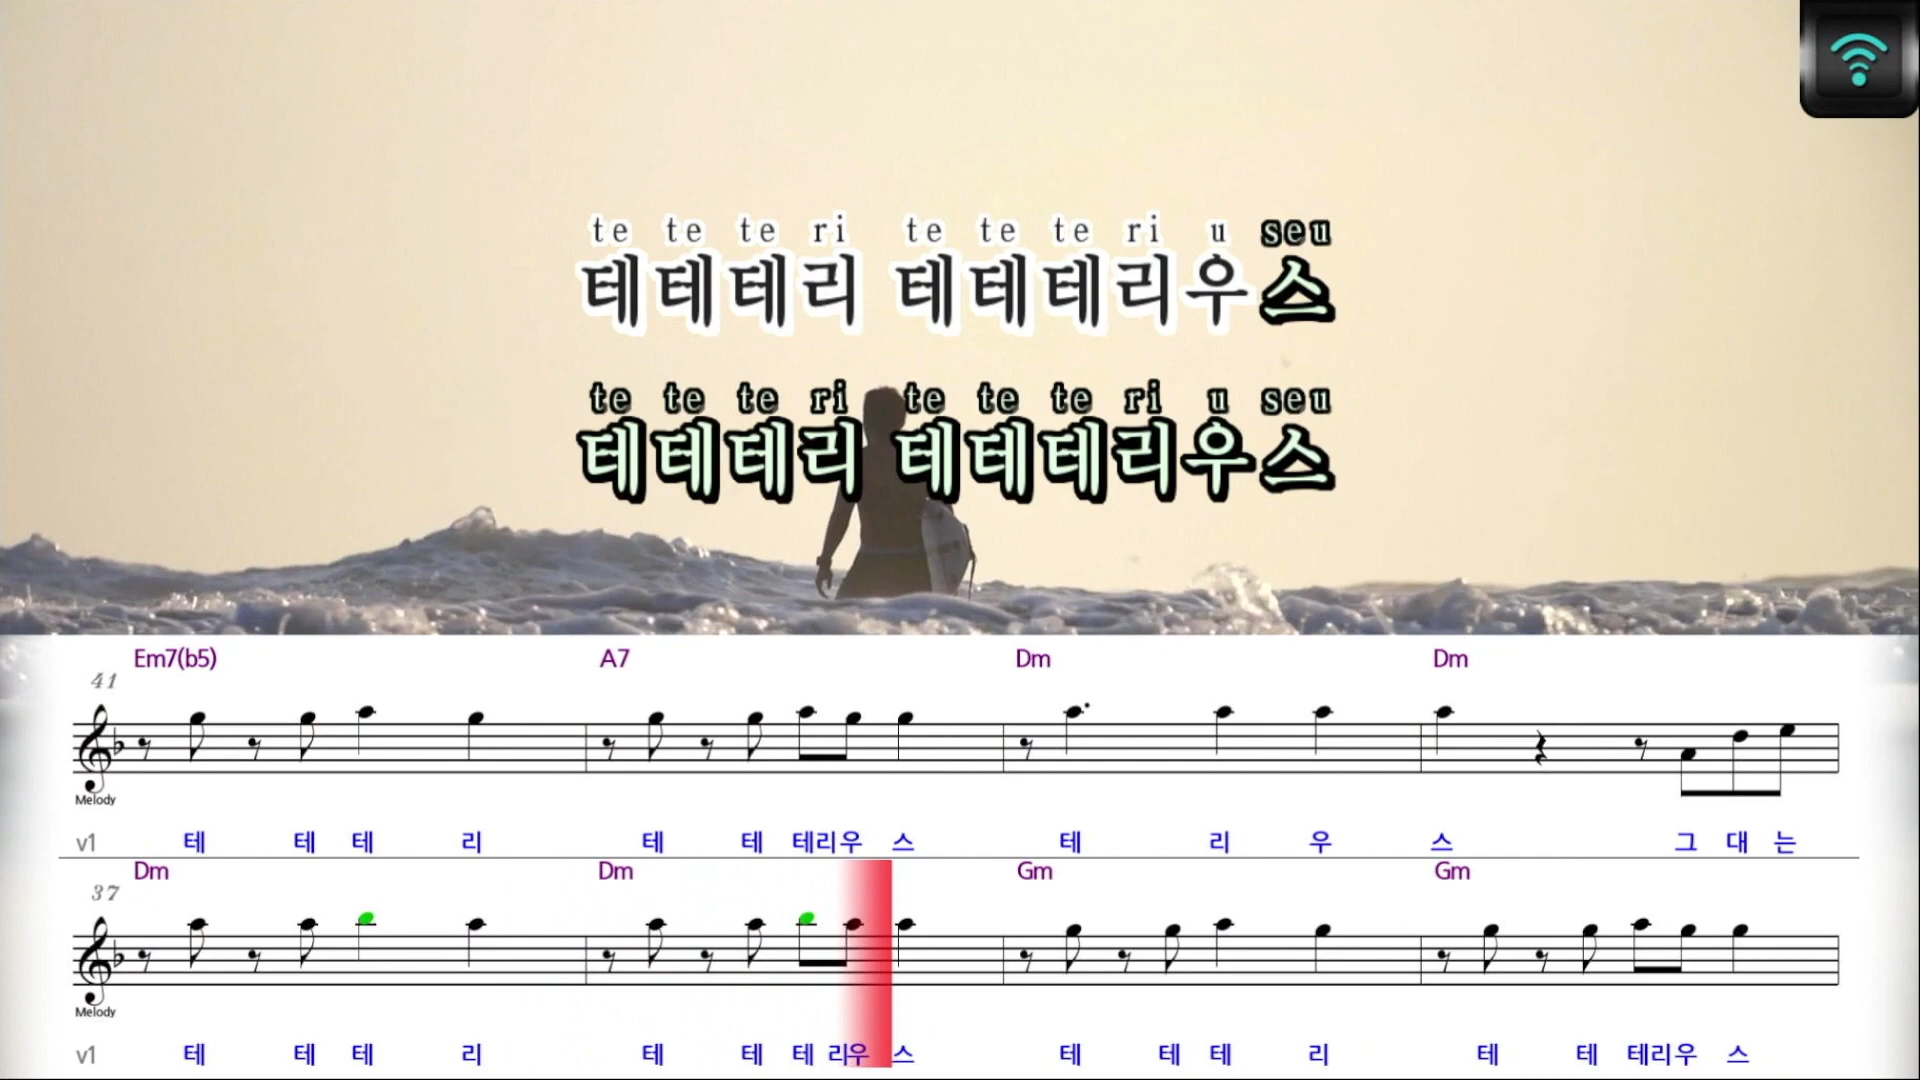 te te te ri te te te ri u seu
테테테리 테테테리우스
te te te ri te te te ri u seu
테테테리 테테테리우스
Em7(b5) A7 Dm Dm
41
Melody
v1 테 테 테 리 테 테 테리우 스 테 리 우 스 그 대 는
Dm Dm Gm Gm
37
Melody
v1 테 테 테 리 테 테 테 리우 스 테 테 테 리 테 테 테리우 스